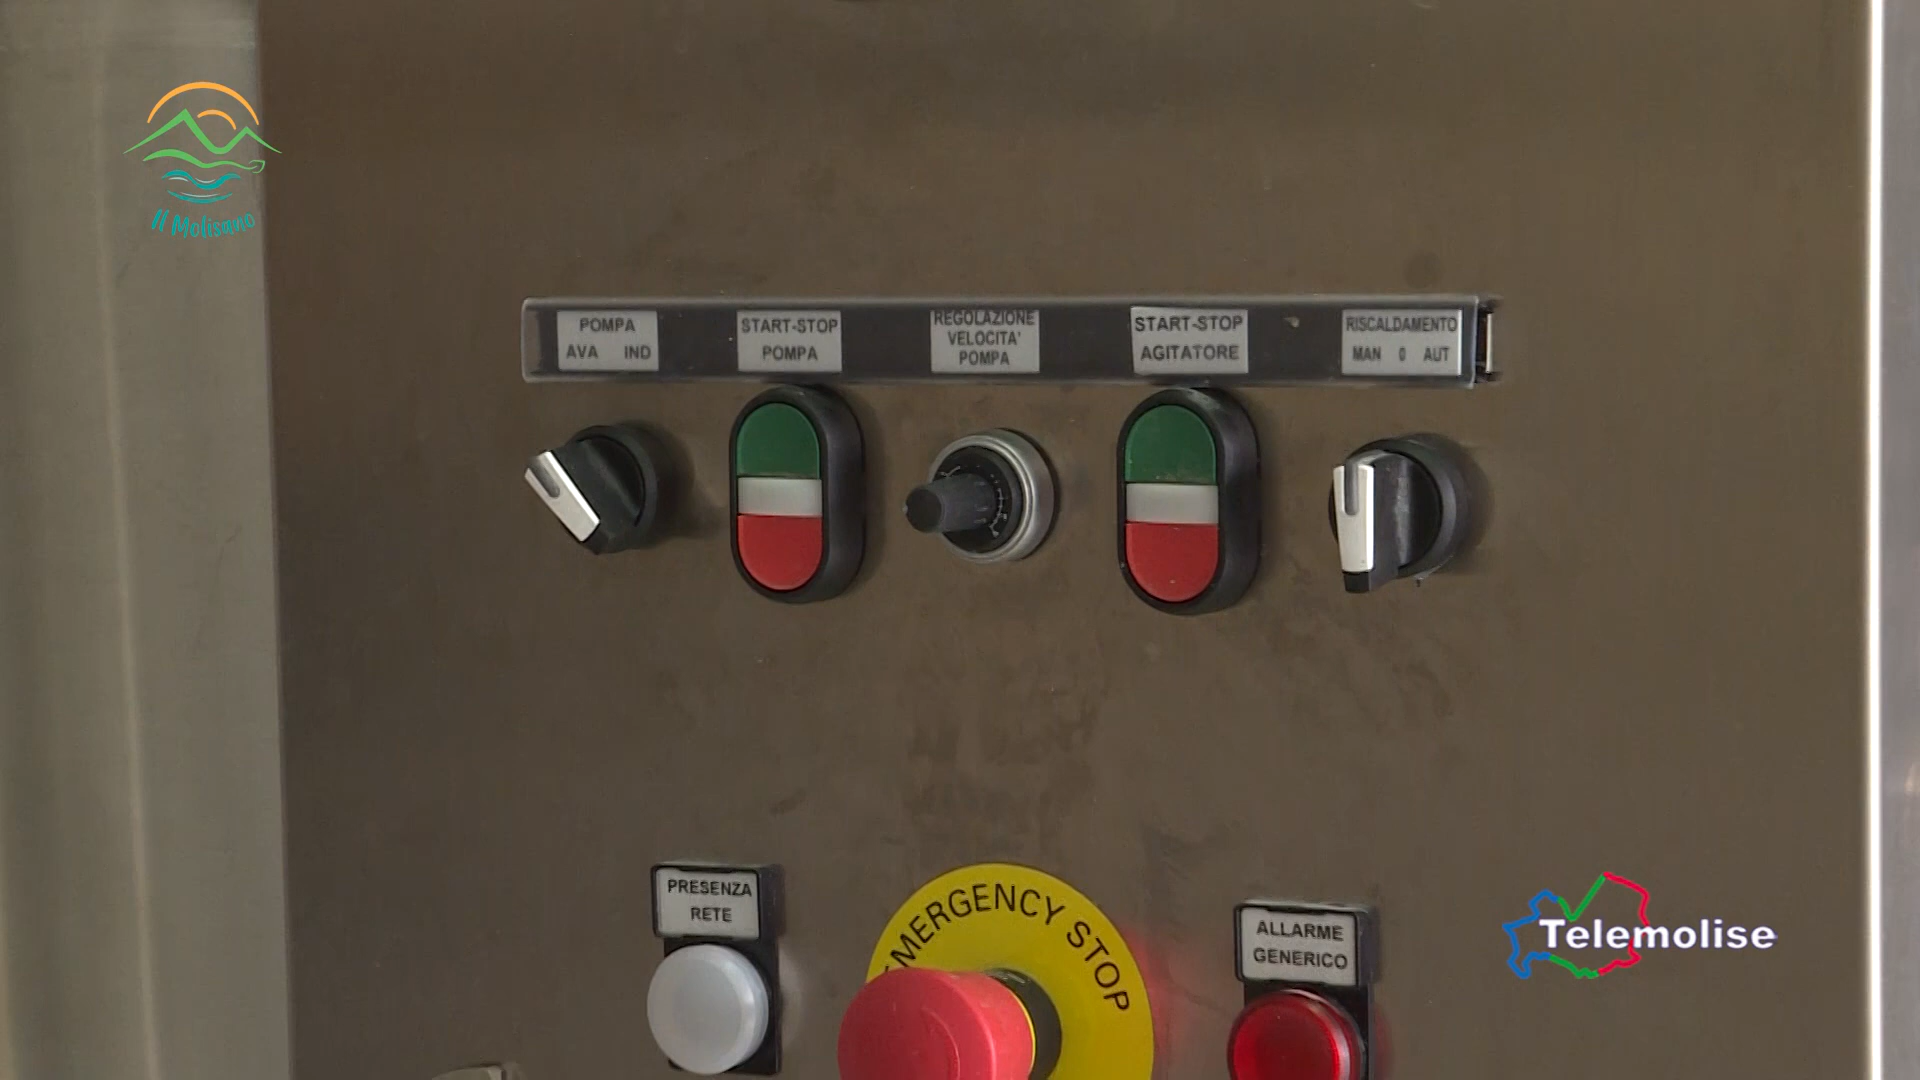 Il Molisano
POMPA
AVA IND
START-STOP
POMPA
REGOLAZIONE
VELOCITA'
POMPA
START-STOP
AGITATORE
RISCALDAMENTO
MAN 0 AUT
PRESENZA
RETE
EMERGENCY STOP
ALLARME
GENERICO
Telemolise